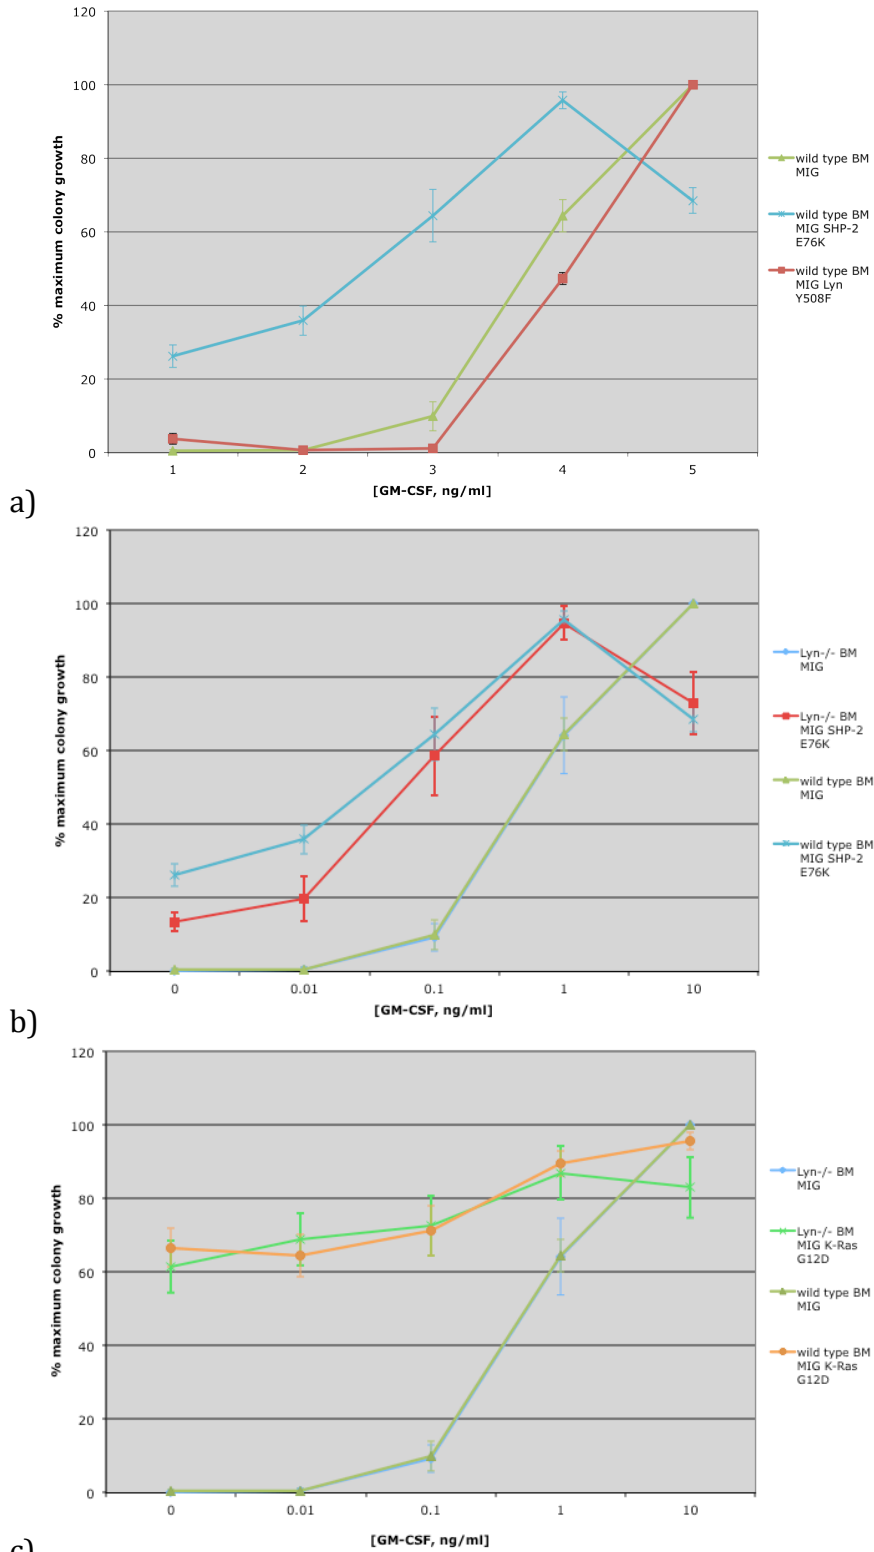 120
100
80
60
40
20
0
% maximum colony growth
1 2 3 4 5
[GM-CSF, ng/ml]
wild type BM
MIG
wild type BM
MIG SHP-2
E76K
wild type BM
MIG Lyn
Y508F
a)
120
100
80
60
40
20
0
% maximum colony growth
0 0.01 0.1 1 10
[GM-CSF, ng/ml]
Lyn-/- BM
MIG
Lyn-/- BM
MIG SHP-2
E76K
wild type BM
MIG
wild type BM
MIG SHP-2
E76K
b)
120
100
80
60
40
20
0
% maximum colony growth
0 0.01 0.1 1 10
[GM-CSF, ng/ml]
Lyn-/- BM
MIG
Lyn-/- BM
MIG K-Ras
G12D
wild type BM
MIG
wild type BM
MIG K-Ras
G12D
c)